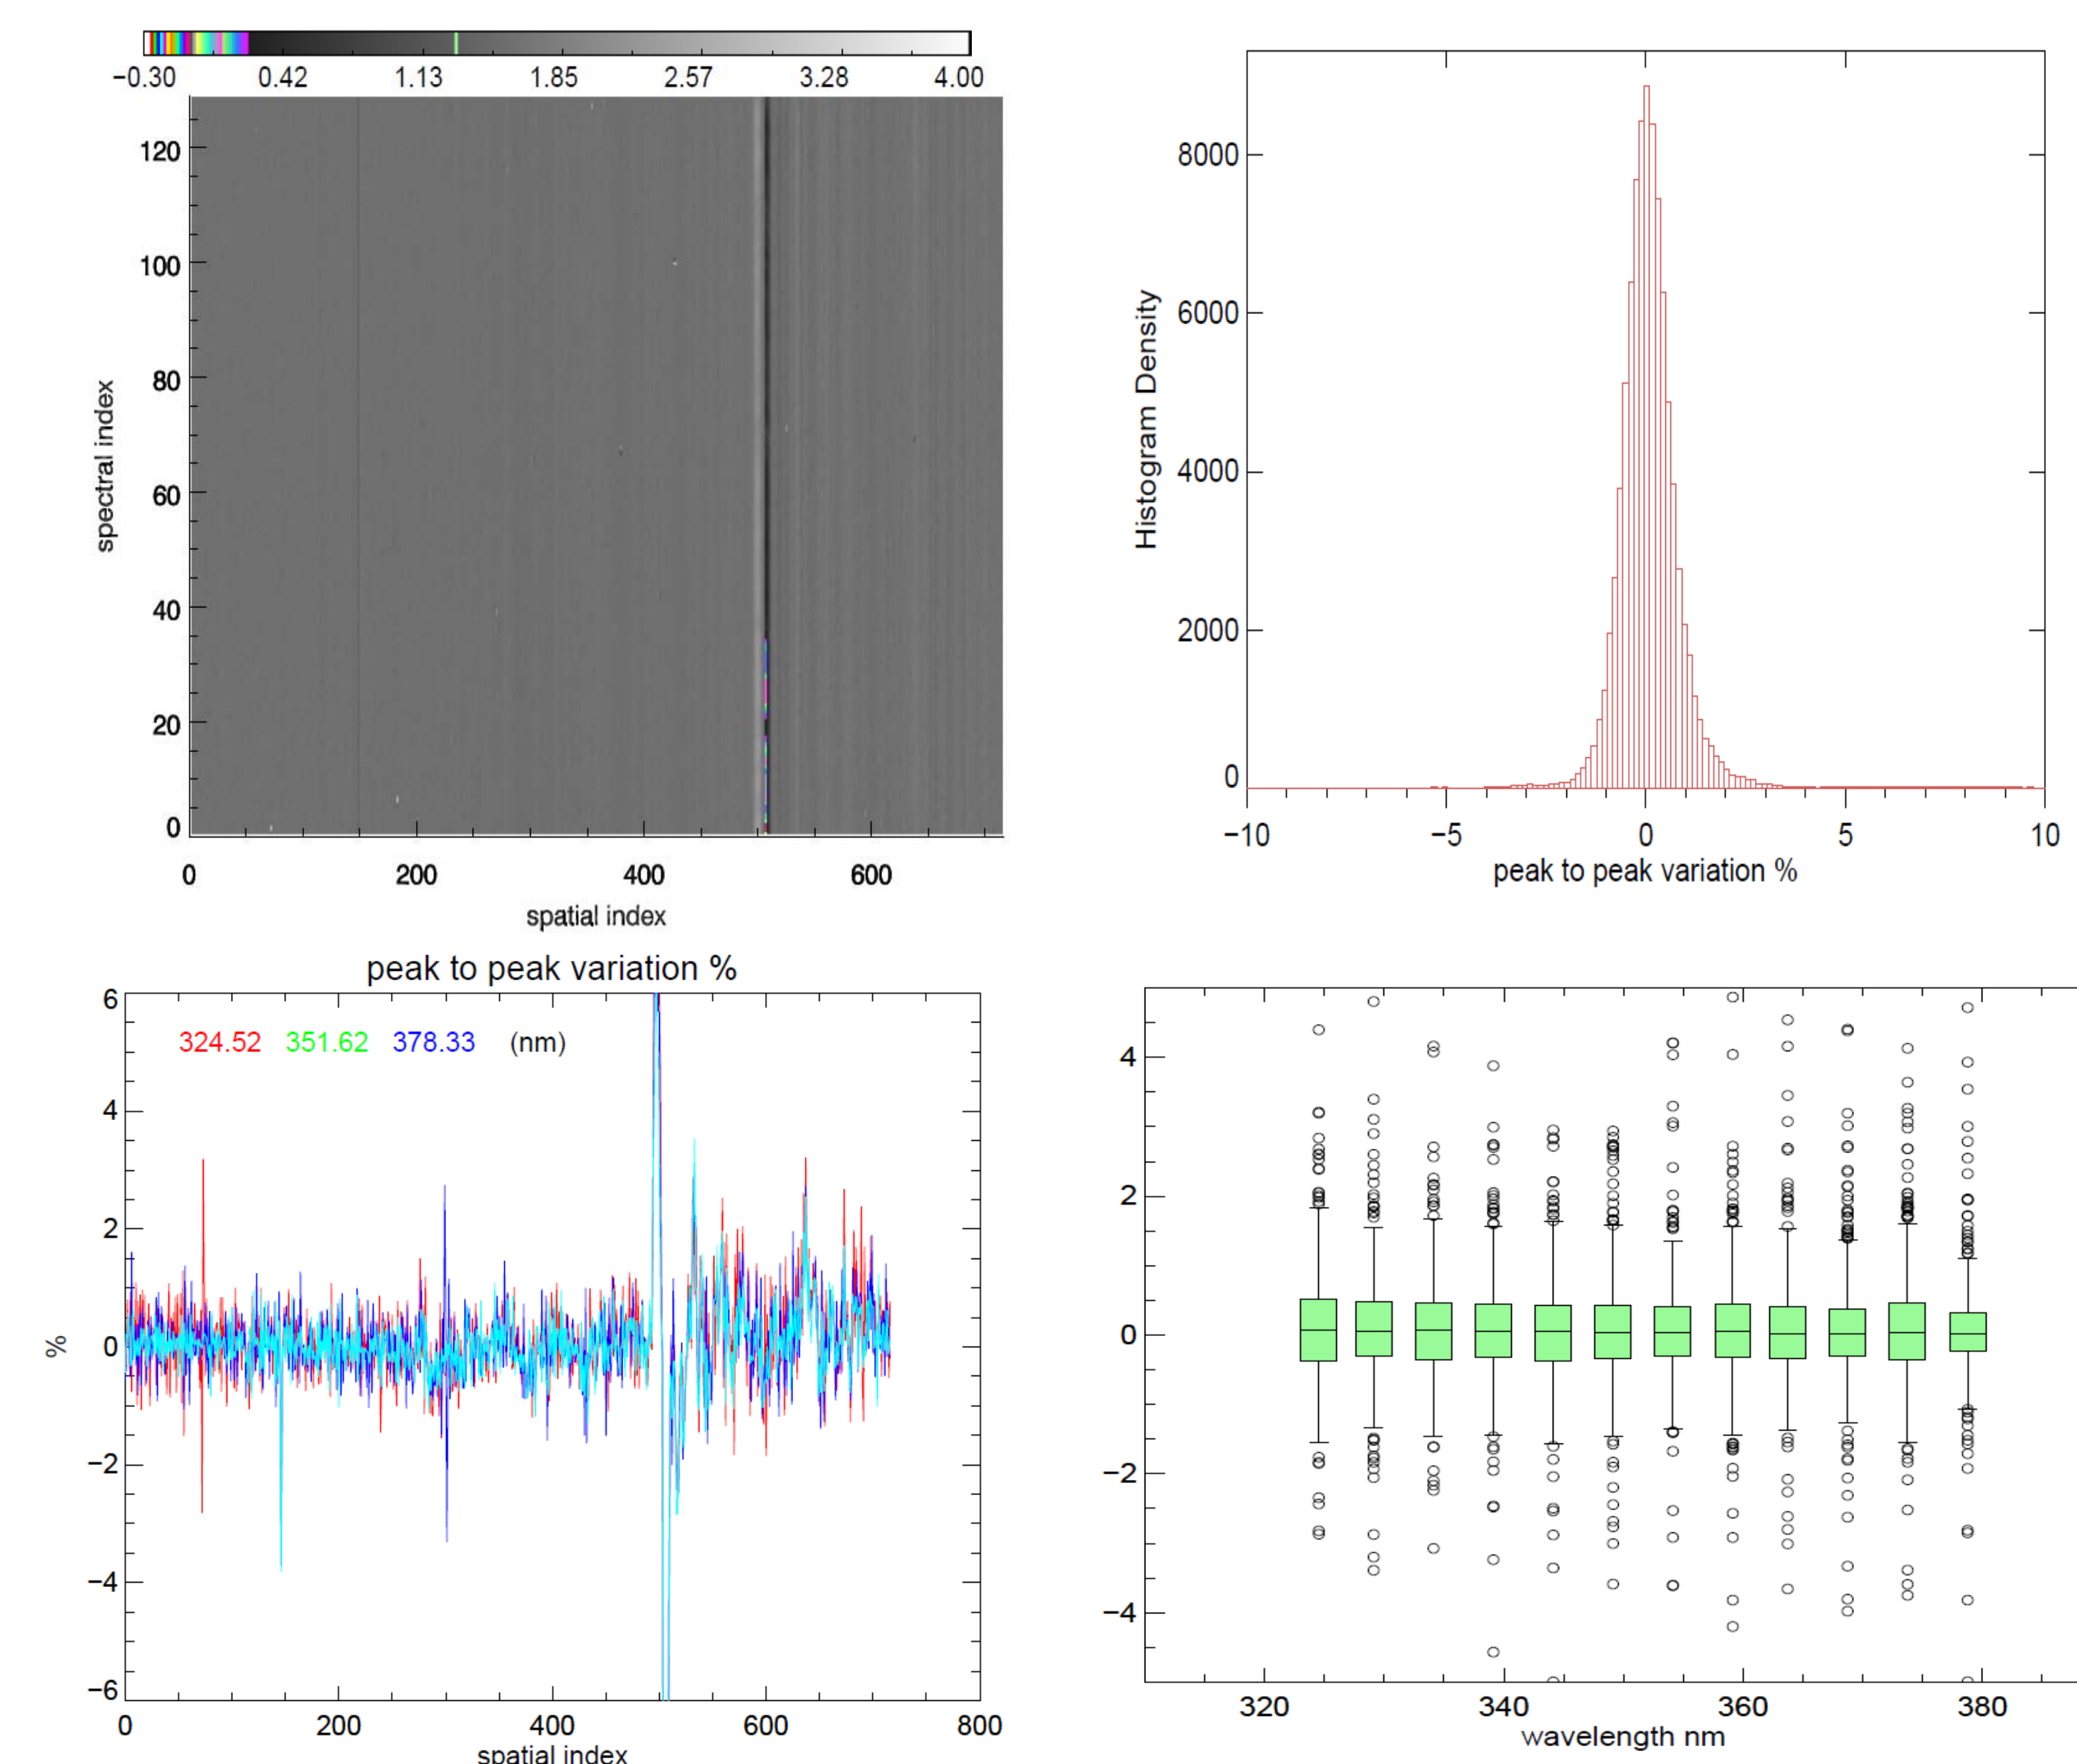 −0.30 0.42 1.13 1.85 2.57 3.28 4.00
120
100
80
60
40
20
0
spectral index
0 200 400 600
spatial index
8000
6000
4000
2000
0
Histogram Density
−10 −5 0 5 10
peak to peak variation %
peak to peak variation %
324.52 351.62 378.33 (nm)
6
4
2
0
−2
−4
−6
%
0 200 400 600 800
spatial index
4
2
0
−2
−4
320 340 360 380
wavelength nm